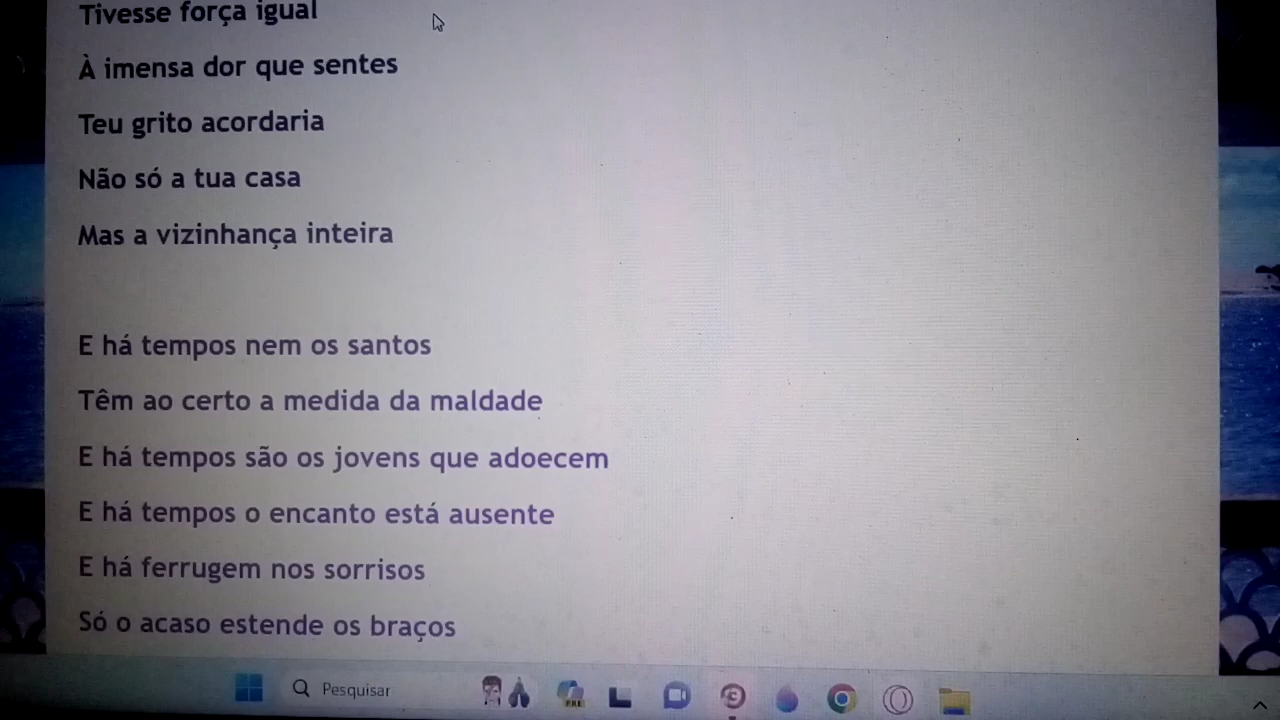 Tivesse força igual
À imensa dor que sentes
Teu grito acordaria
Não só a tua casa
Mas a vizinhança inteira
E há tempos nem os santos
Têm ao certo a medida da maldade
E há tempos são os jovens que adoecem
E há tempos o encanto está ausente
E há ferrugem nos sorrisos
Só o acaso estende os braços
Pesquisar
PRE